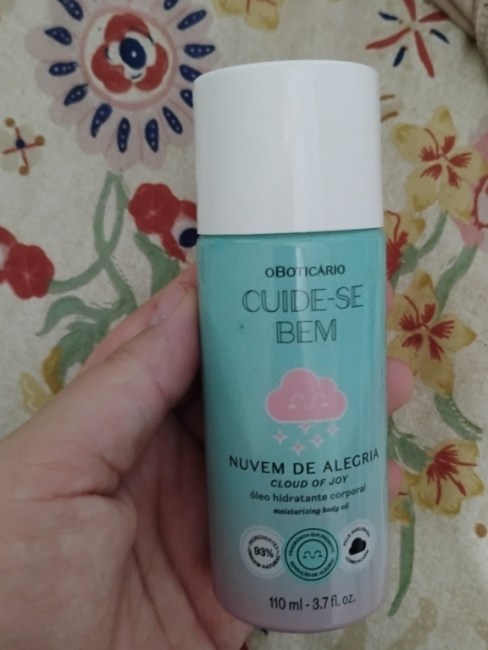 oBOTICÁRIO
CUIDE-SE
BEM
NUVEM DE ALEGRIA
CLOUD OF JOY
óleo hidratante corporal
moisturizing body oil
93%
110 ml - 3.7 fl. oz.